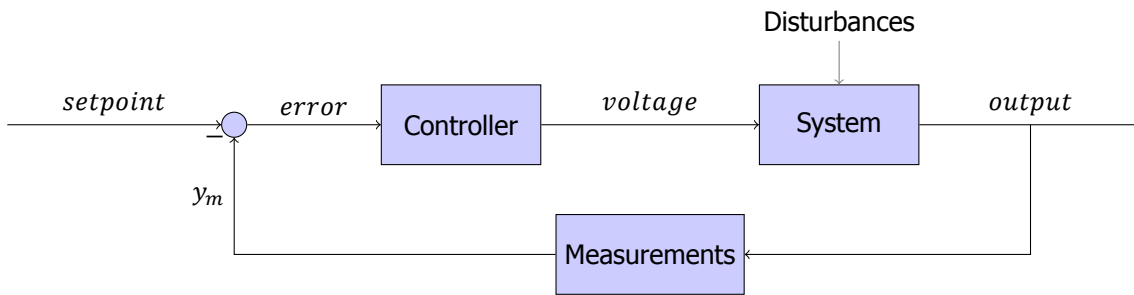 Disturbances
setpoint
error
Controller
voltage
System
output
−
y_m
Measurements